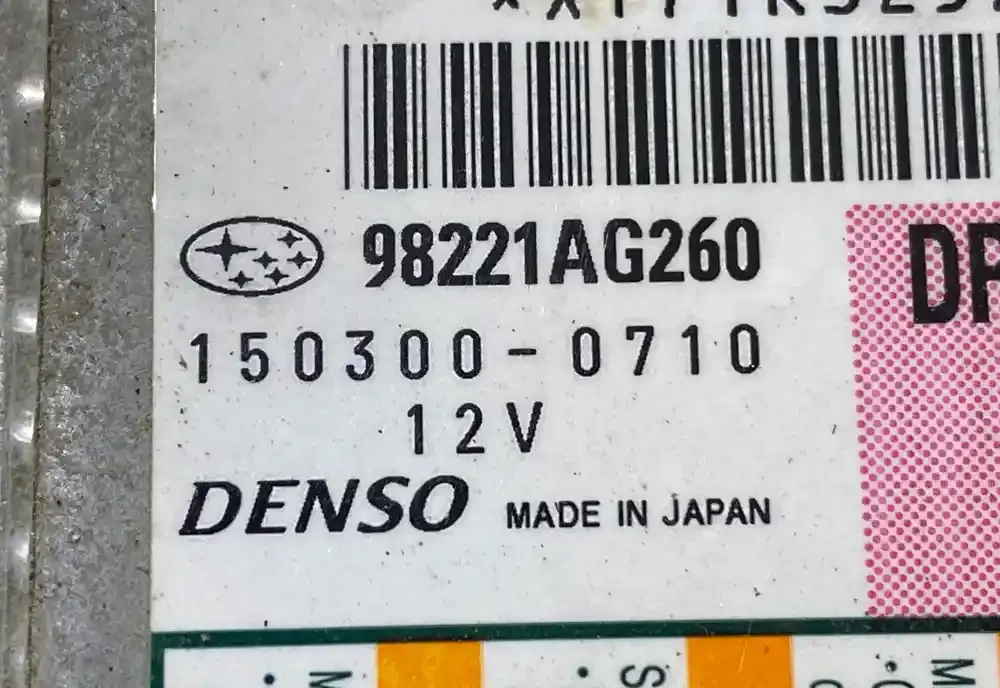 98221AG260
150300-0710
12V
DENSO MADE IN JAPAN